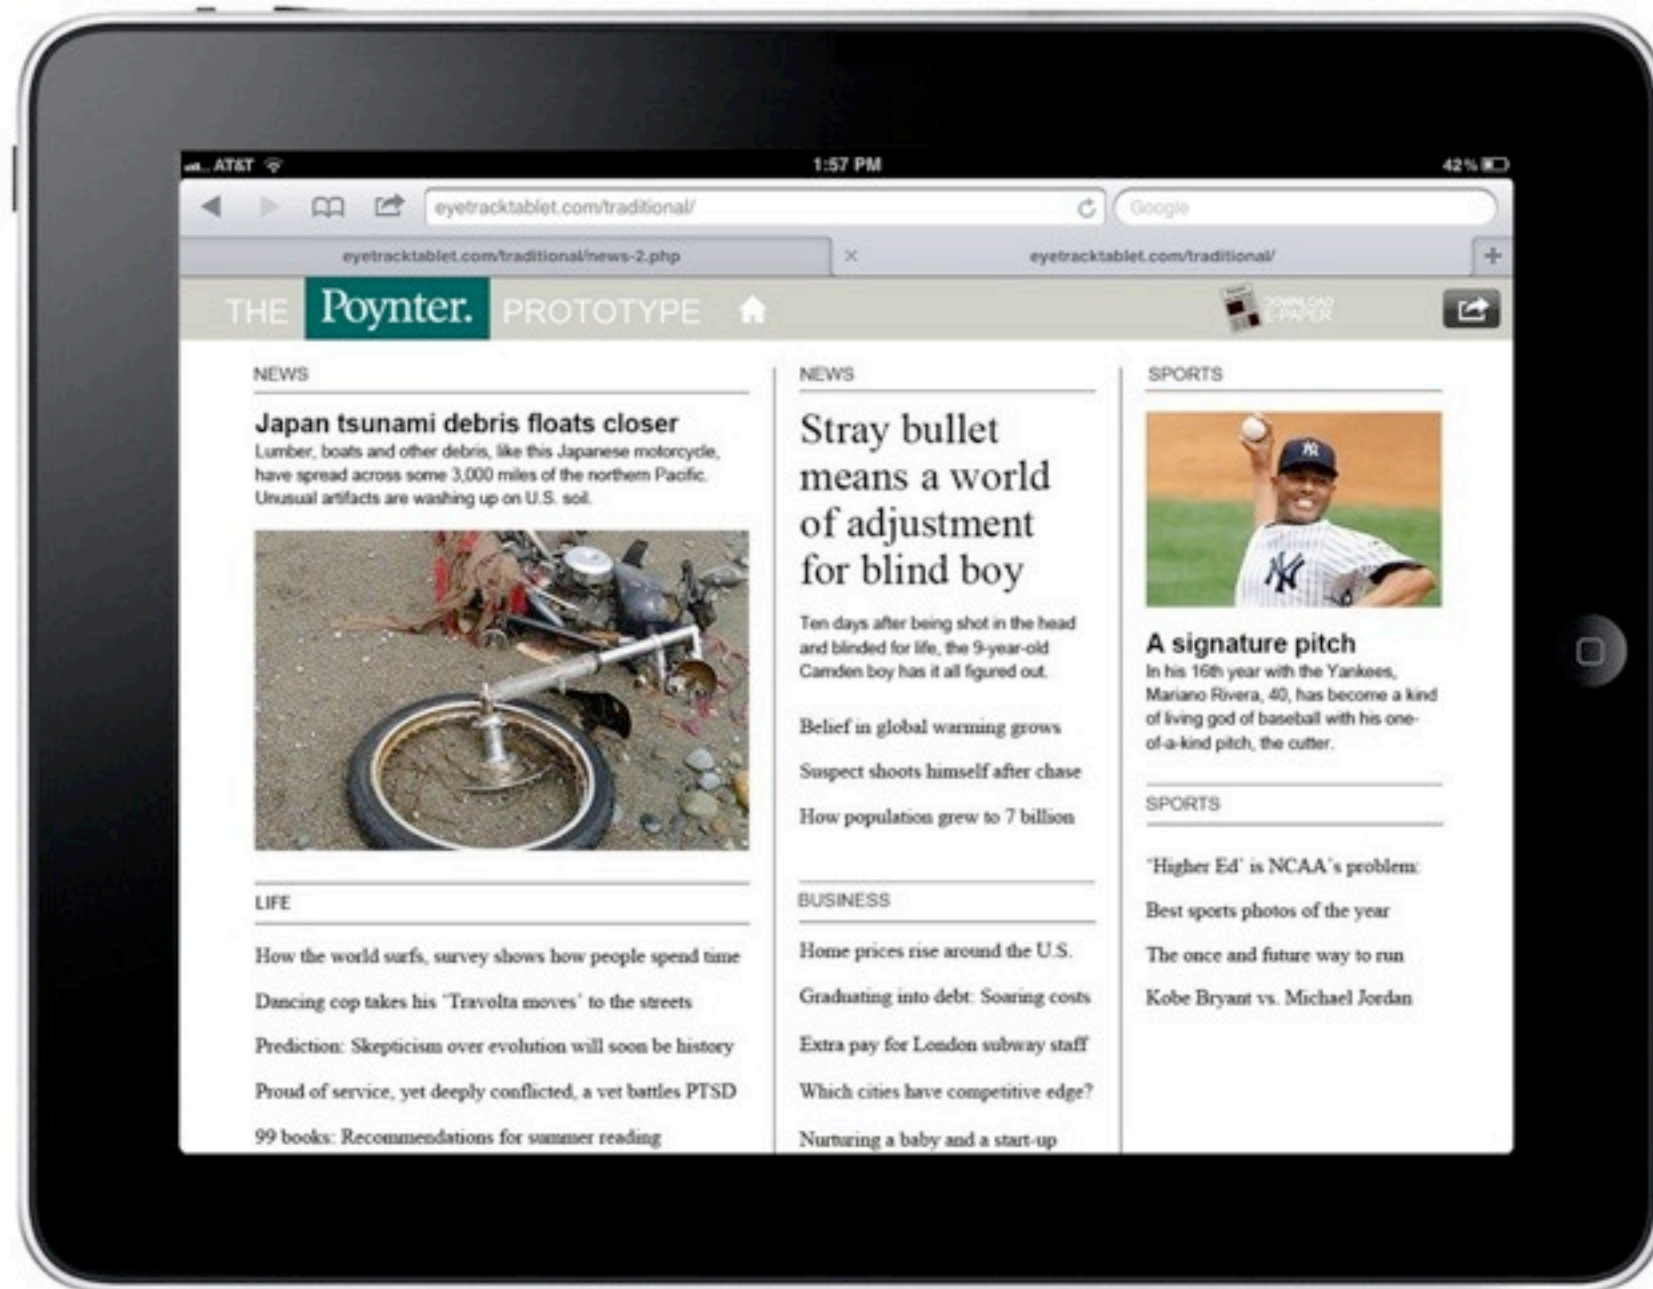 AT&T 1:57 PM 42%
eyetracktablet.com/traditional/ Google
eyetracktablet.com/traditional/news-2.php eyetracktablet.com/traditional/
THE Poynter. PROTOTYPE
DOWNLOAD
E-PAPER
NEWS
Japan tsunami debris floats closer
Lumber, boats and other debris, like this Japanese motorcycle,
have spread across some 3,000 miles of the northern Pacific.
Unusual artifacts are washing up on U.S. soil.
LIFE
How the world surfs, survey shows how people spend time
Dancing cop takes his 'Travolta moves' to the streets
Prediction: Skepticism over evolution will soon be history
Proud of service, yet deeply conflicted, a vet battles PTSD
99 books: Recommendations for summer reading
NEWS
Stray bullet
means a world
of adjustment
for blind boy
Ten days after being shot in the head
and blinded for life, the 9-year-old
Camden boy has it all figured out.
Belief in global warming grows
Suspect shoots himself after chase
How population grew to 7 billion
BUSINESS
Home prices rise around the U.S.
Graduating into debt: Soaring costs
Extra pay for London subway staff
Which cities have competitive edge?
Nurturing a baby and a start-up
SPORTS
NY
NY
A signature pitch
In his 16th year with the Yankees,
Mariano Rivera, 40, has become a kind
of living god of baseball with his one-
of-a-kind pitch, the cutter.
SPORTS
'Higher Ed' is NCAA's problem:
Best sports photos of the year
The once and future way to run
Kobe Bryant vs. Michael Jordan